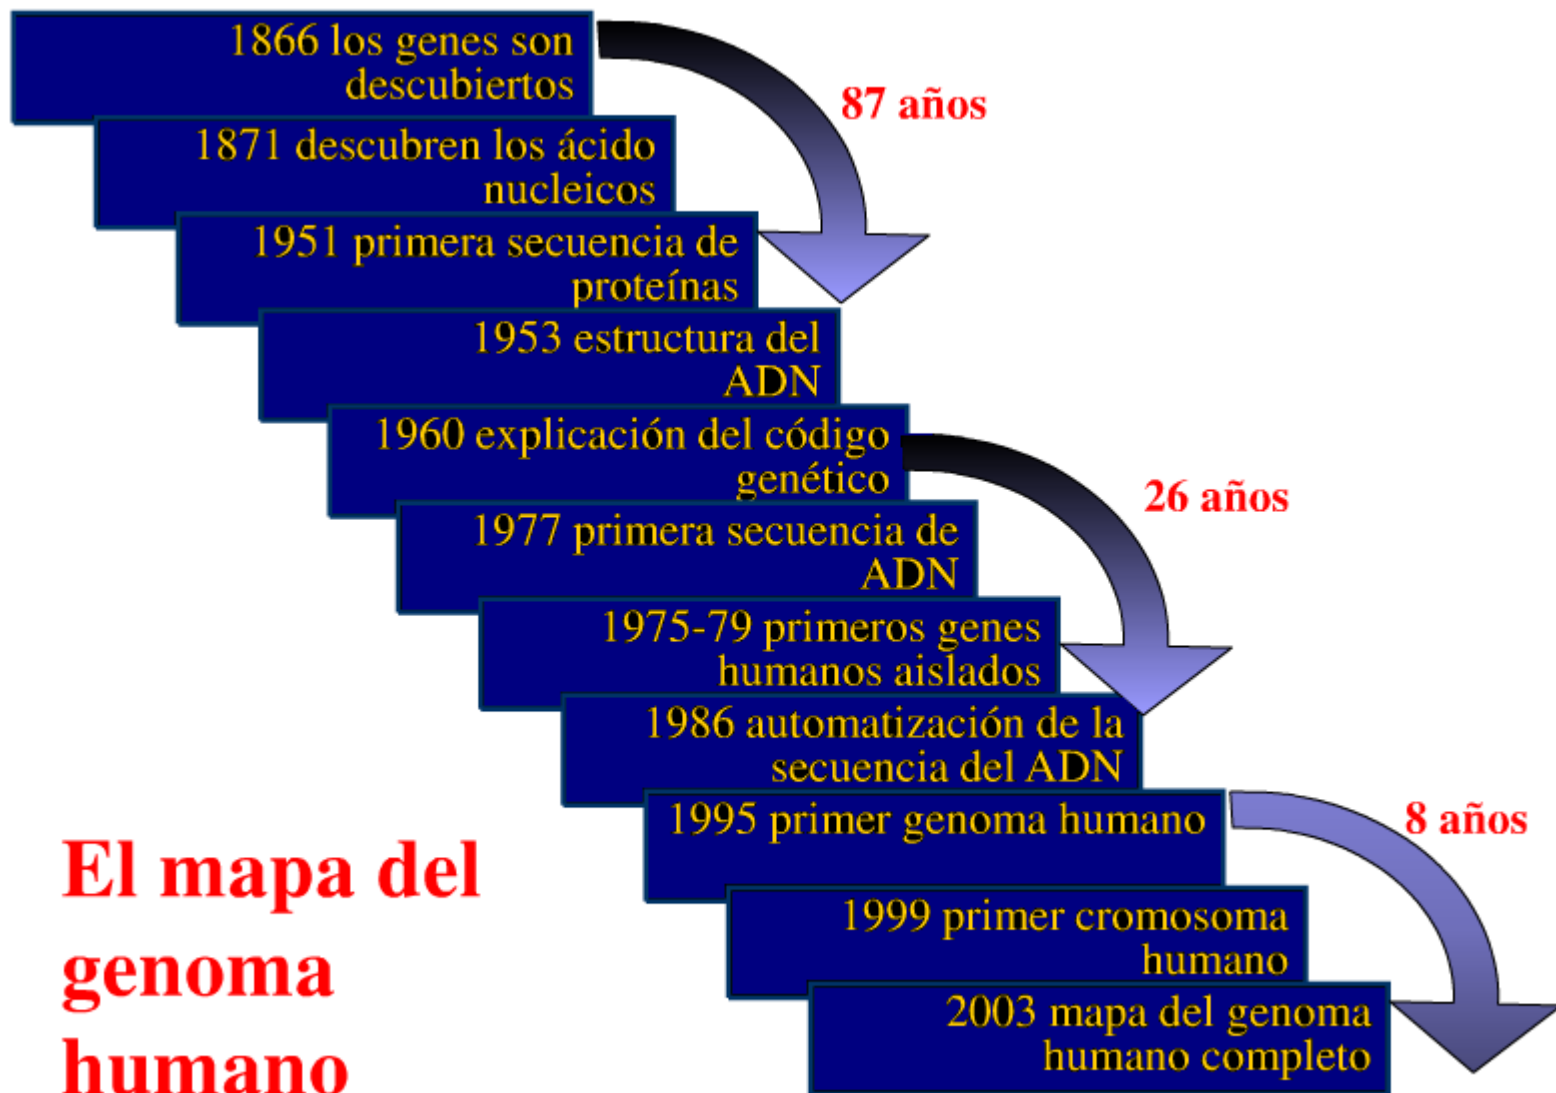 1866 los genes son
descubiertos
87 años
1871 descubren los ácido
nucleicos
1951 primera secuencia de
proteínas
1953 estructura del
ADN
1960 explicación del código
genético
26 años
1977 primera secuencia de
ADN
1975-79 primeros genes
humanos aislados
1986 automatización de la
secuencia del ADN
1995 primer genoma humano
8 años
1999 primer cromosoma
humano
2003 mapa del genoma
humano completo
El mapa del
genoma
humano